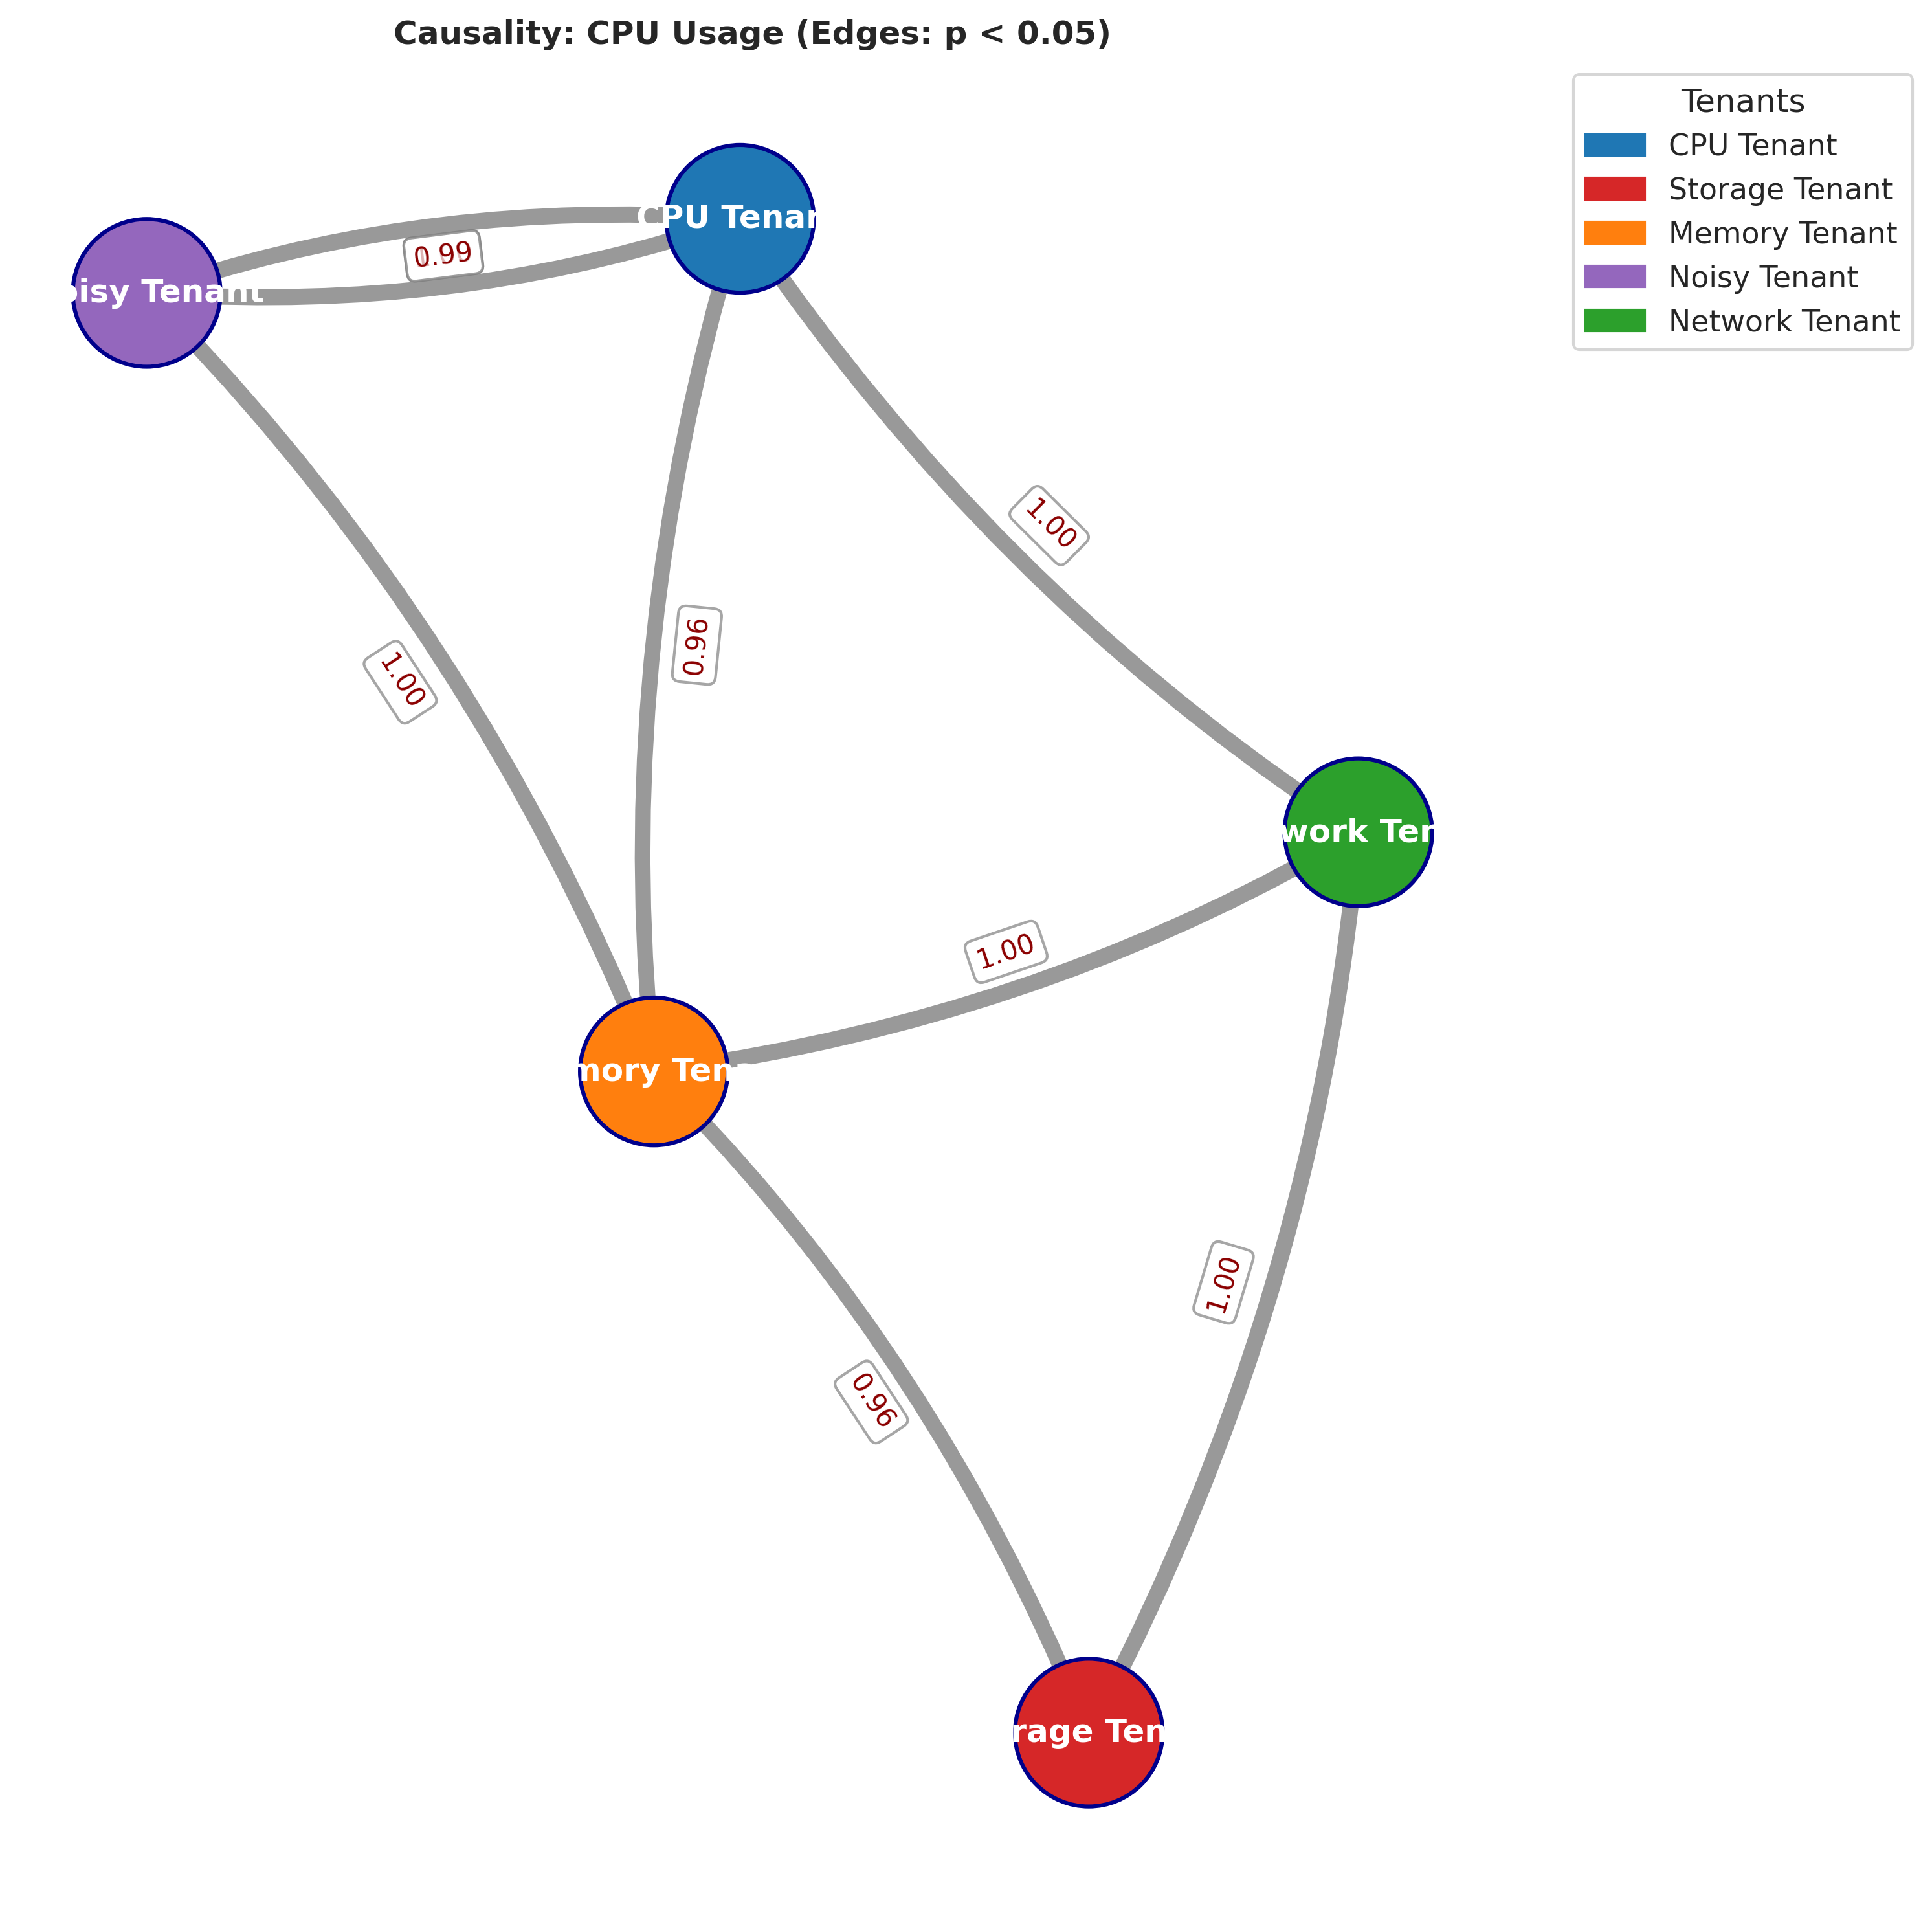 Causality: CPU Usage (Edges: p < 0.05)
Tenants
CPU Tenant
Storage Tenant
Memory Tenant
Noisy Tenant
Network Tenant
CPU Tenan
oisy Tenant
0.99
1.00
0.96
1.00
work Ten
1.00
mory Ten
1.00
0.96
rage Ten